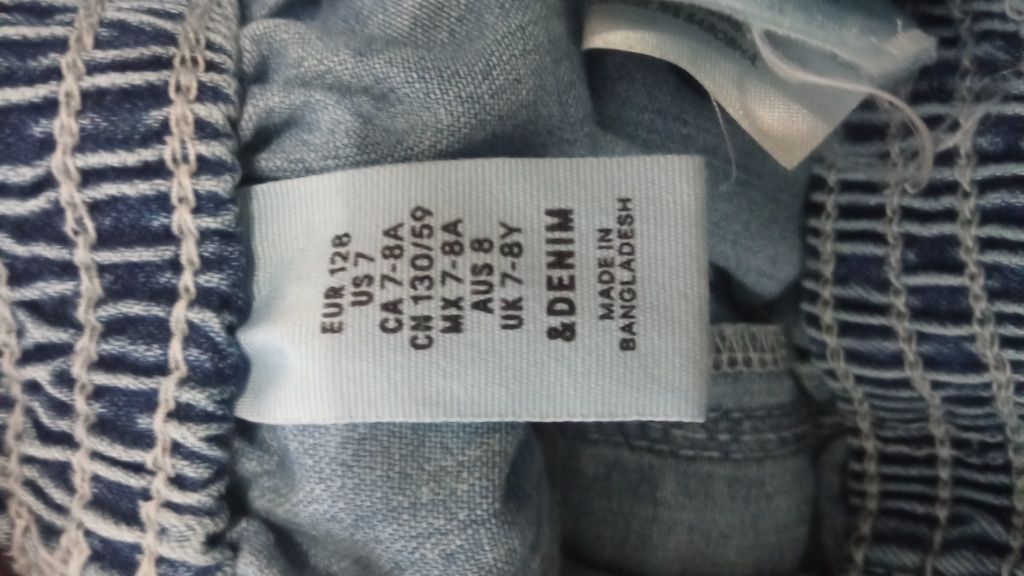 EUR 128
US 7
CA 7-8A
CN 130/59
MX 7-8A
AUS 8
UK 7-8Y
&DENIM
MADE IN
BANGLADESH